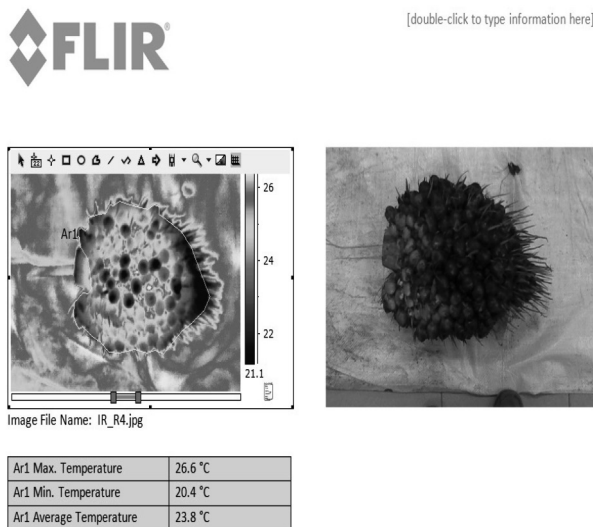 FLIR®
[double-click to type information here]
Ar1
26
24
22
21.1
Image File Name: IR_R4.jpg
Ar1 Max. Temperature 26.6 °C
Ar1 Min. Temperature 20.4 °C
Ar1 Average Temperature 23.8 °C